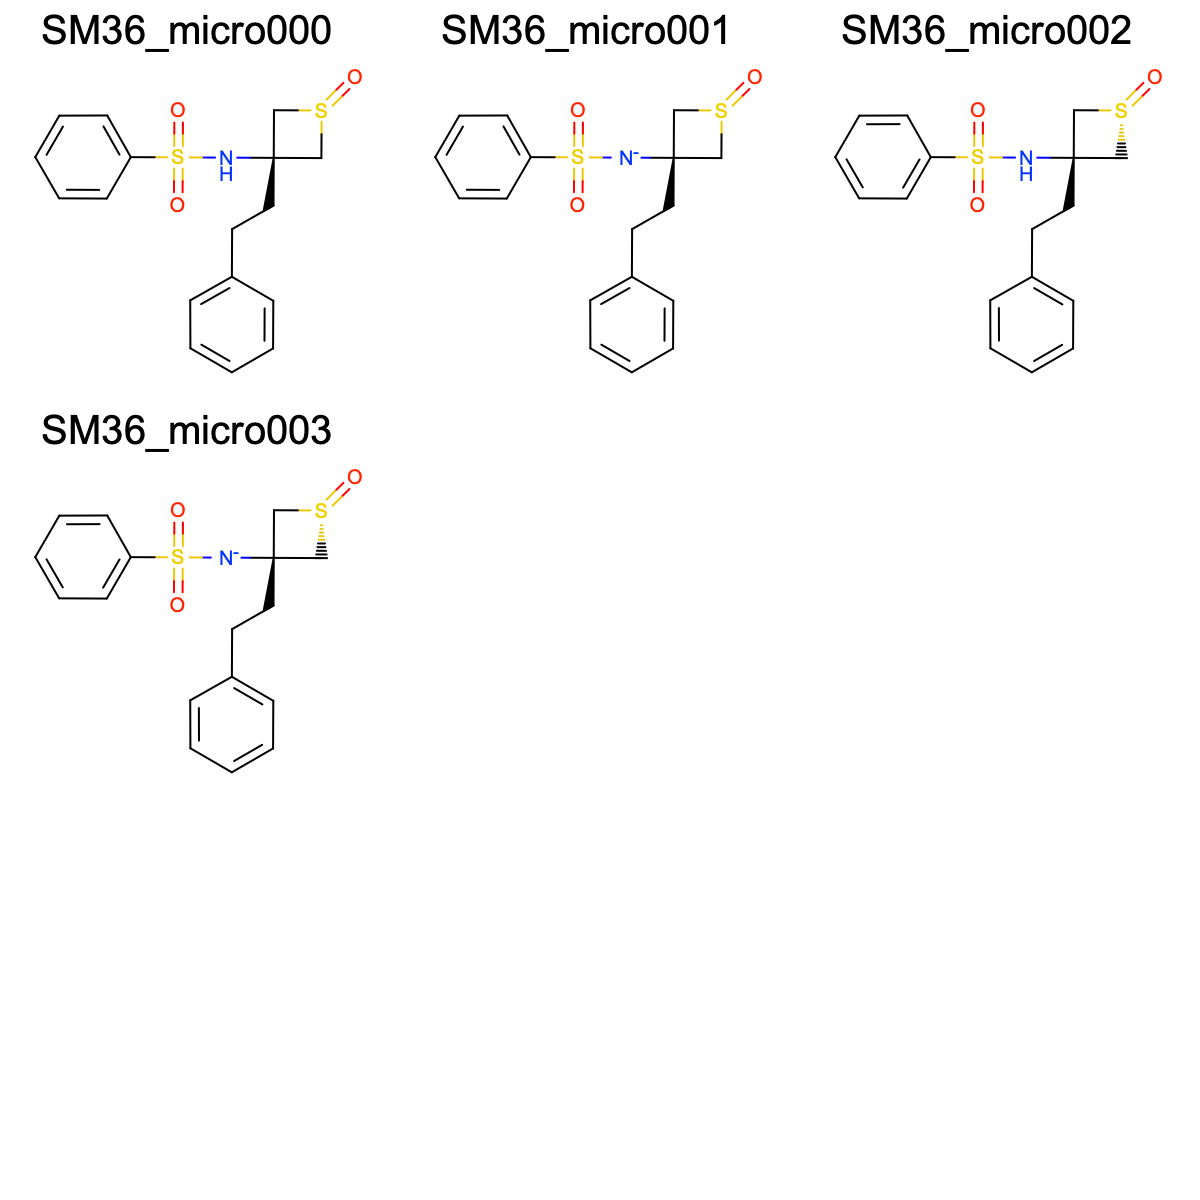 SM36_micro000 SM36_micro001 SM36_micro002
O O O
O S O S O S
S N S N- S N
H H
O O O
SM36_micro003
O
O S
S N-
O